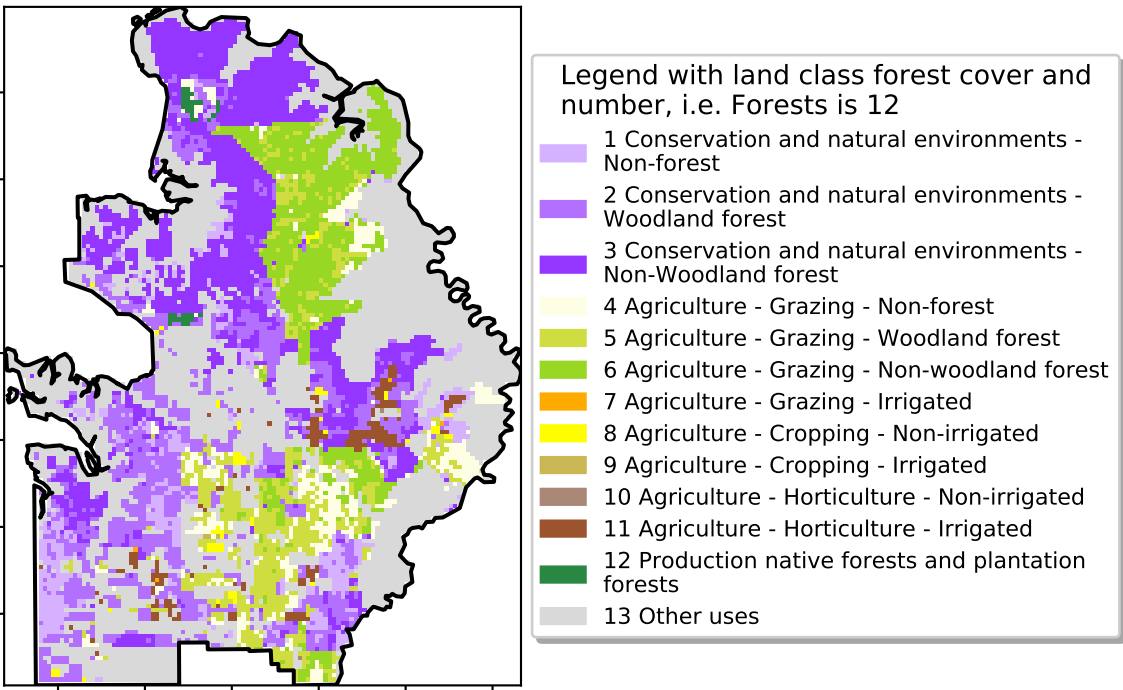 Legend with land class forest cover and
number, i.e. Forests is 12
1 Conservation and natural environments -
Non-forest
2 Conservation and natural environments -
Woodland forest
3 Conservation and natural environments -
Non-Woodland forest
4 Agriculture - Grazing - Non-forest
5 Agriculture - Grazing - Woodland forest
6 Agriculture - Grazing - Non-woodland forest
7 Agriculture - Grazing - Irrigated
8 Agriculture - Cropping - Non-irrigated
9 Agriculture - Cropping - Irrigated
10 Agriculture - Horticulture - Non-irrigated
11 Agriculture - Horticulture - Irrigated
12 Production native forests and plantation
forests
13 Other uses